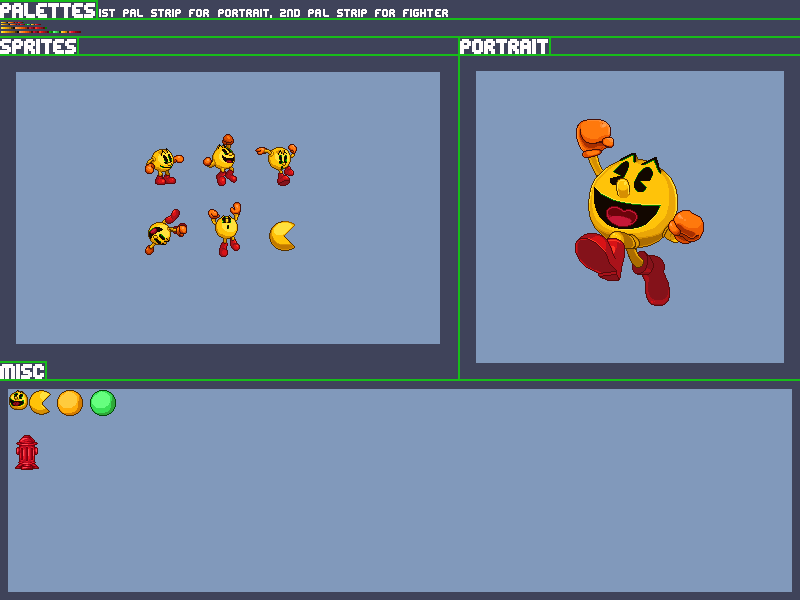 PALETTES 1ST PAL STRIP FOR PORTRAIT, 2ND PAL STRIP FOR FIGHTER
SPRITES
PORTRAIT
MISC